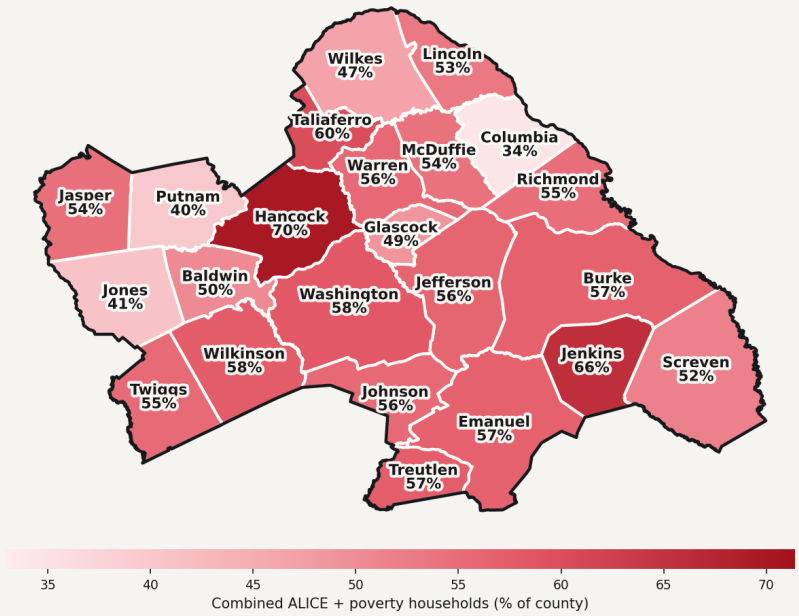 Wilkes
47%
Lincoln
53%
Taliaferro
60%
Columbia
34%
McDuffie
54%
Warren
56%
Richmond
55%
Jasper
54%
Putnam
40%
Hancock
70%
Glascock
49%
Baldwin
50%
Jones
41%
Washington
58%
Jefferson
56%
Burke
57%
Wilkinson
58%
Jenkins
66%
Screven
52%
Twiggs
55%
Johnson
56%
Emanuel
57%
Treutlen
57%
35 40 45 50 55 60 65 70
Combined ALICE + poverty households (% of county)